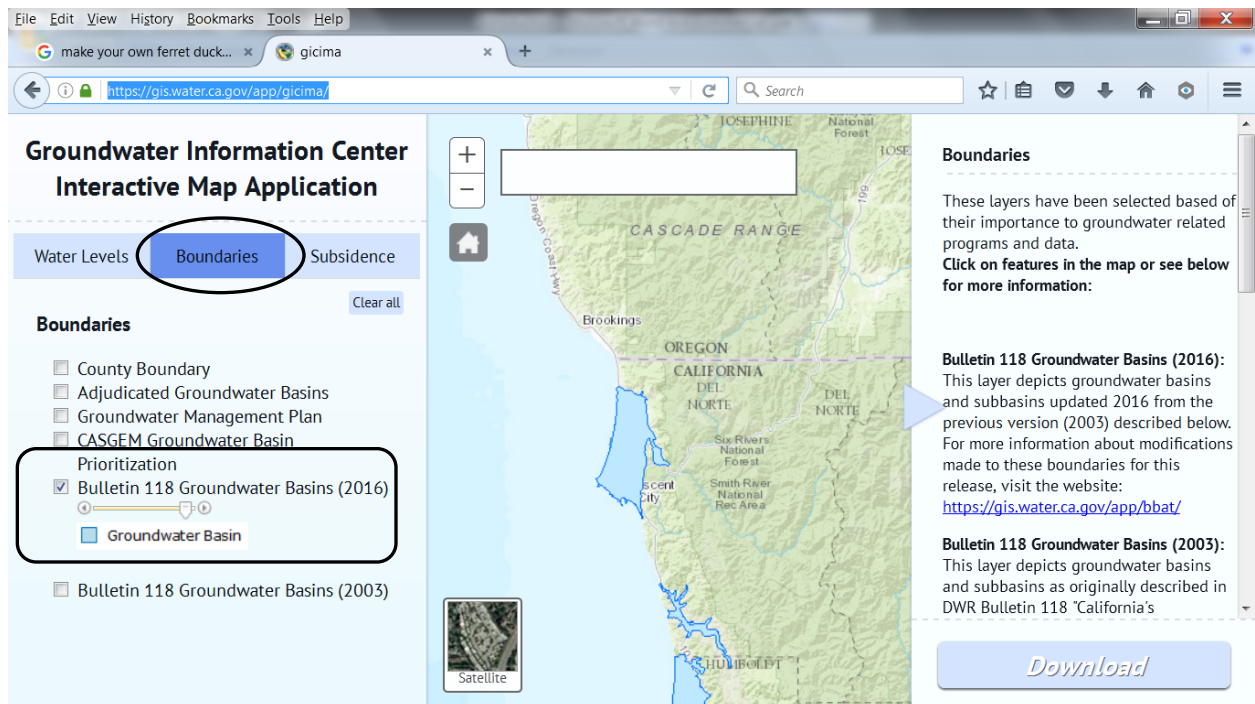 File Edit View History Bookmarks Tools Help
make your own ferret duck... × gicima × +
https://gis.water.ca.gov/app/gicima/
Search
Groundwater Information Center
Interactive Map Application
Water Levels Boundaries Subsidence
Clear all
Boundaries
County Boundary
Adjudicated Groundwater Basins
Groundwater Management Plan
CASGEM Groundwater Basin
Prioritization
Bulletin 118 Groundwater Basins (2016)
Groundwater Basin
Bulletin 118 Groundwater Basins (2003)
+
−
JOSEPHINE
National
Forest
JOSE
199
Oregon Coast Hwy
CASCADE RANGE
Brookings
OREGON
CALIFORNIA
DEL
NORTE
DEL
NORTE
Six Rivers
National
Forest
scent
City
Smith River
National
Rec Area
HUMBOLDT
Satellite
Boundaries
These layers have been selected based of
their importance to groundwater related
programs and data.
Click on features in the map or see below
for more information:
Bulletin 118 Groundwater Basins (2016):
This layer depicts groundwater basins
and subbasins updated 2016 from the
previous version (2003) described below.
For more information about modifications
made to these boundaries for this
release, visit the website:
https://gis.water.ca.gov/app/bbat/
Bulletin 118 Groundwater Basins (2003):
This layer depicts groundwater basins
and subbasins as originally described in
DWR Bulletin 118 "California's
Download